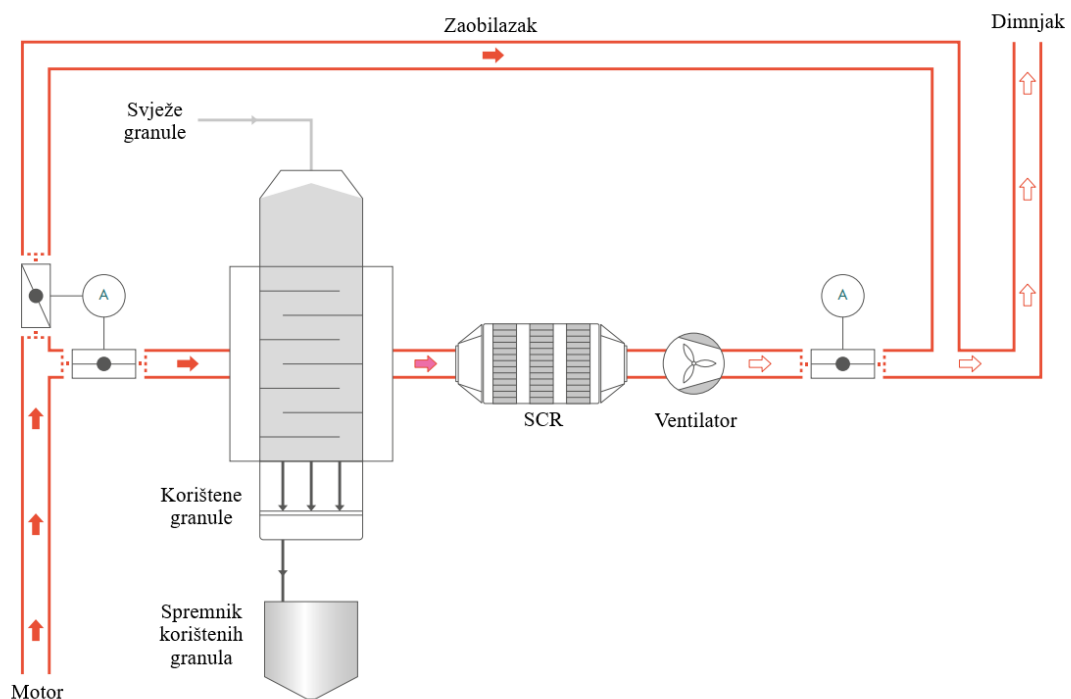 Zaobilazak
Dimnjak
Svježe
granule
A
A
A
SCR
Ventilator
Korištene
granule
Spremnik
korištenih
granula
Motor